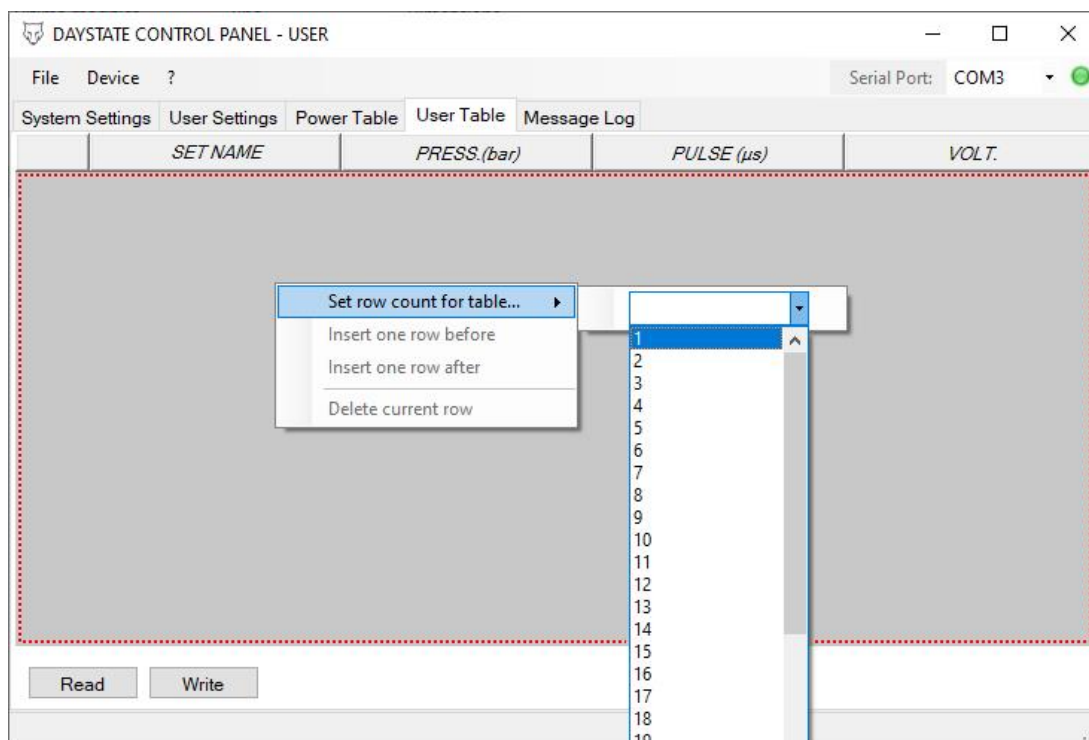 DAYSTATE CONTROL PANEL - USER
File Device ? Serial Port: COM3
System Settings User Settings Power Table User Table Message Log
SET NAME PRESS.(bar) PULSE (µs) VOLT.
Set row count for table...
Insert one row before
Insert one row after
Delete current row
1
2
3
4
5
6
7
8
9
10
11
12
13
14
15
16
17
18
Read Write